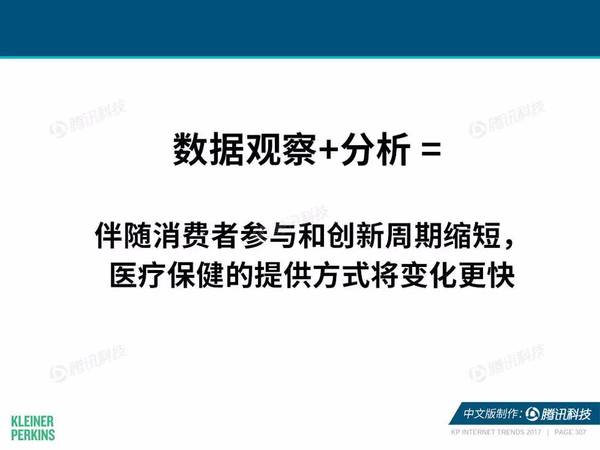 腾讯科技
腾讯科技
数据观察+分析 =
腾讯科技
伴随消费者参与和创新周期缩短，
医疗保健的提供方式将变化更快
腾讯科技
腾讯科技
KLEINER
PERKINS
中文版制作： 腾讯科技
KP INTERNET TRENDS 2017 | PAGE 307